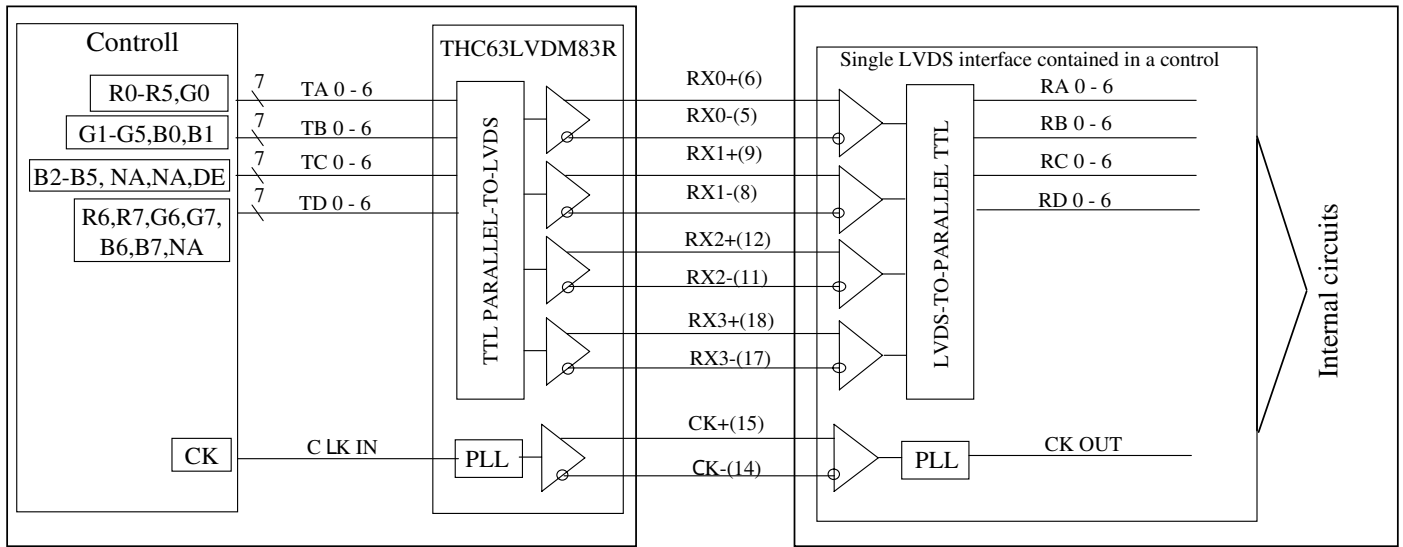 Controll
R0-R5,G0
G1-G5,B0,B1
B2-B5, NA,NA,DE
R6,R7,G6,G7,
B6,B7,NA
CK
7
TA 0 - 6
7
TB 0 - 6
7
TC 0 - 6
7
TD 0 - 6
CLK IN
THC63LVDM83R
TTL PARALLEL-TO-LVDS
PLL
RX0+(6)
RX0-(5)
RX1+(9)
RX1-(8)
RX2+(12)
RX2-(11)
RX3+(18)
RX3-(17)
CK+(15)
CK-(14)
Single LVDS interface contained in a control
LVDS-TO-PARALLEL TTL
PLL
RA 0 - 6
RB 0 - 6
RC 0 - 6
RD 0 - 6
CK OUT
Internal circuits